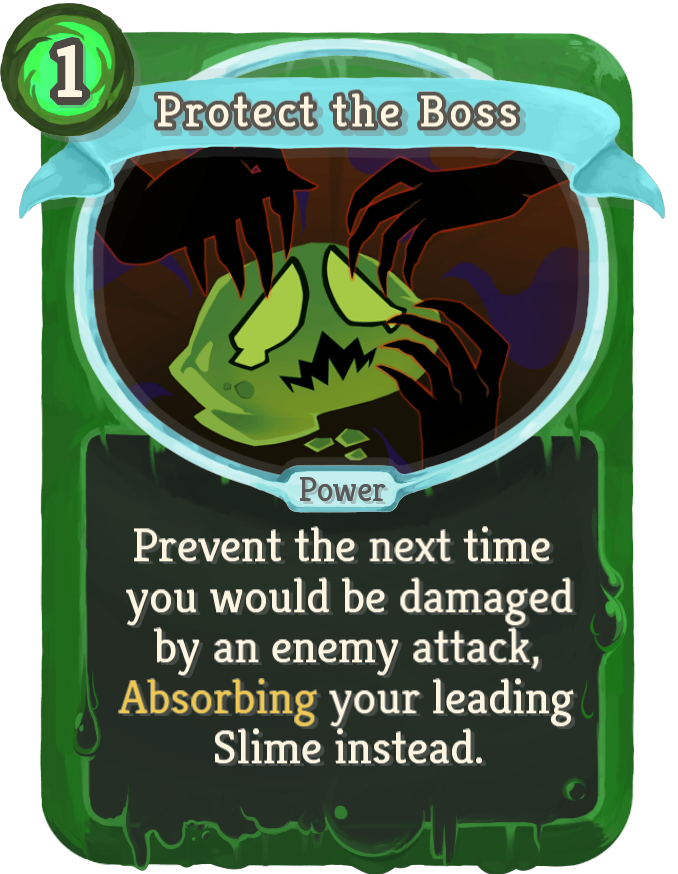 1
Protect the Boss
Power
Prevent the next time
you would be damaged
by an enemy attack,
Absorbing your leading
Slime instead.